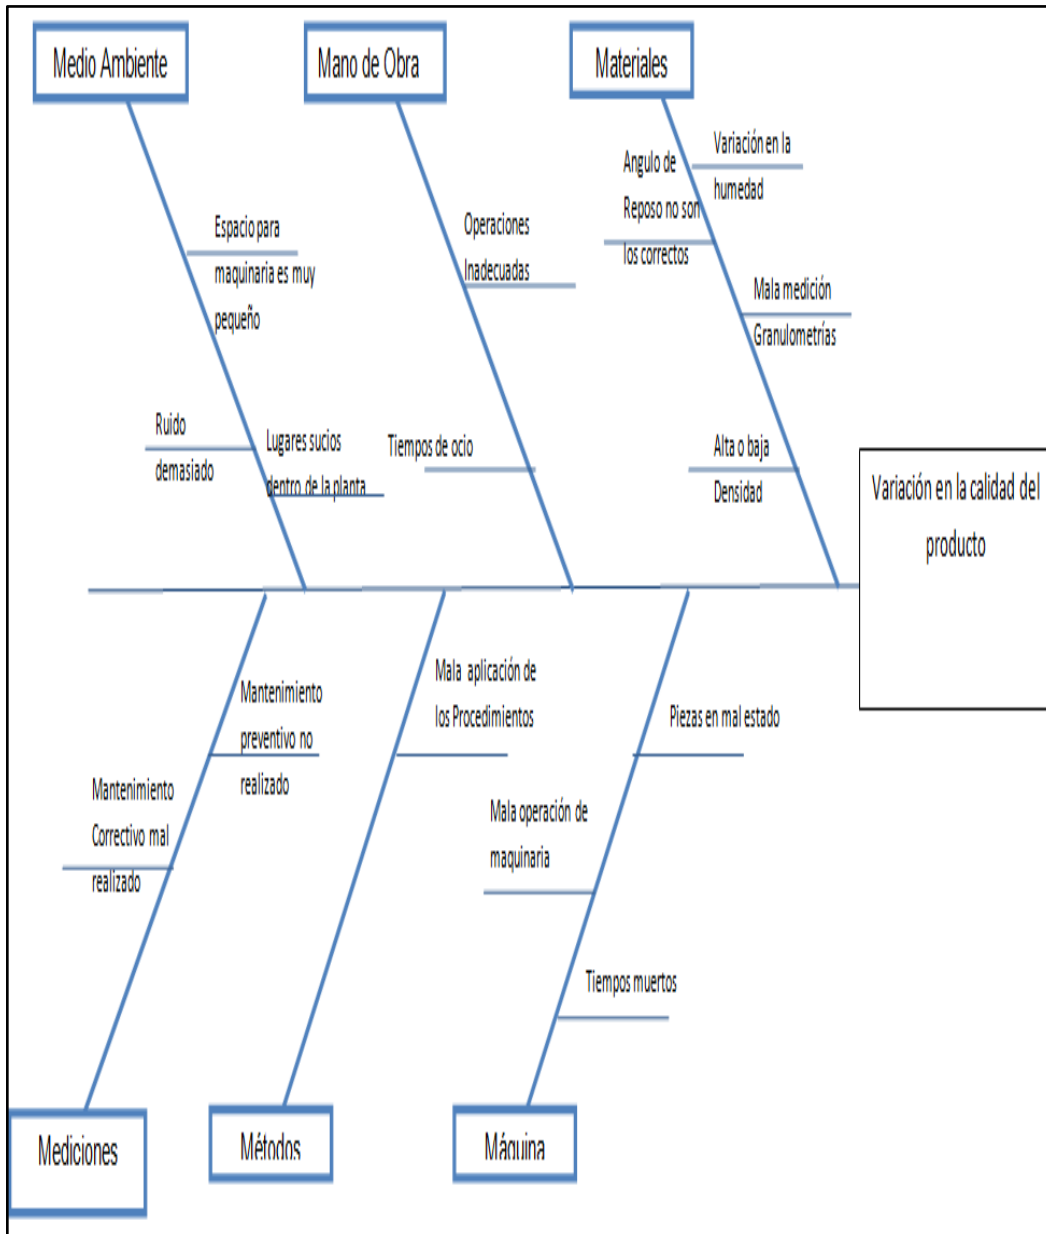 Medio Ambiente
Mano de Obra
Materiales
Espacio para
maquinaria es muy
pequeño
Ruido
demasiado
Lugares sucios
dentro de la planta
Operaciones
Inadecuadas
Tiempos de ocio
Angulo de
Reposo no son
los correctos
Variación en la
humedad
Mala medición
Granulometrías
Alta o baja
Densidad
Variación en la calidad del
producto
Mantenimiento
preventivo no
realizado
Mantenimiento
Correctivo mal
realizado
Mala aplicación de
los Procedimientos
Piezas en mal estado
Mala operación de
maquinaria
Tiempos muertos
Mediciones
Métodos
Máquina